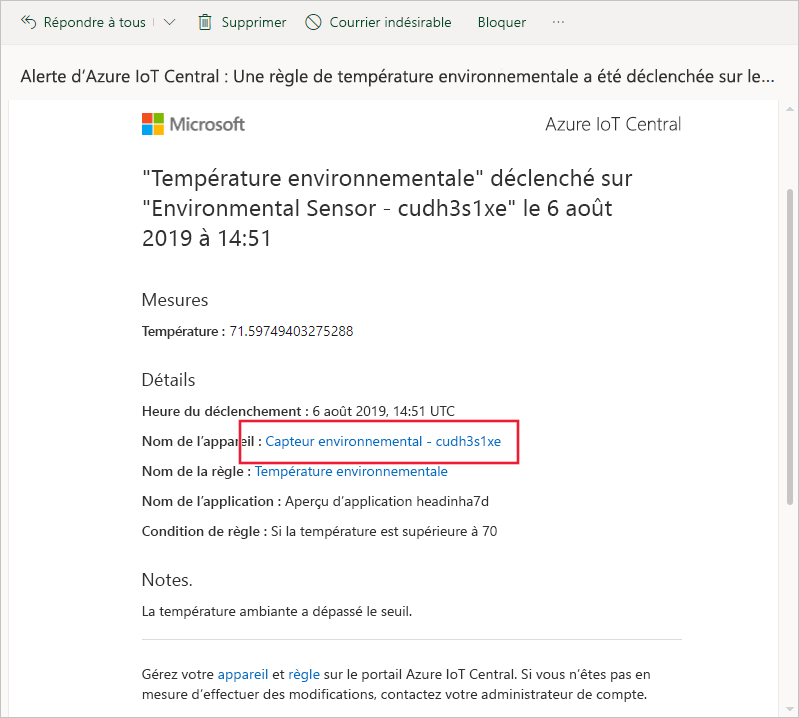 Répondre à tous Supprimer Courrier indésirable Bloquer ...
Alerte d’Azure IoT Central : Une règle de température environnementale a été déclenchée sur le...
Microsoft Azure IoT Central
"Température environnementale" déclenché sur
"Environmental Sensor - cudh3s1xe" le 6 août
2019 à 14:51
Mesures
Température : 71.59749403275288
Détails
Heure du déclenchement : 6 août 2019, 14:51 UTC
Nom de l’appareil : Capteur environnemental - cudh3s1xe
Nom de la règle : Température environnementale
Nom de l’application : Aperçu d’application headinha7d
Condition de règle : Si la température est supérieure à 70
Notes.
La température ambiante a dépassé le seuil.
Gérez votre appareil et règle sur le portail Azure IoT Central. Si vous n’êtes pas en
mesure d’effectuer des modifications, contactez votre administrateur de compte.